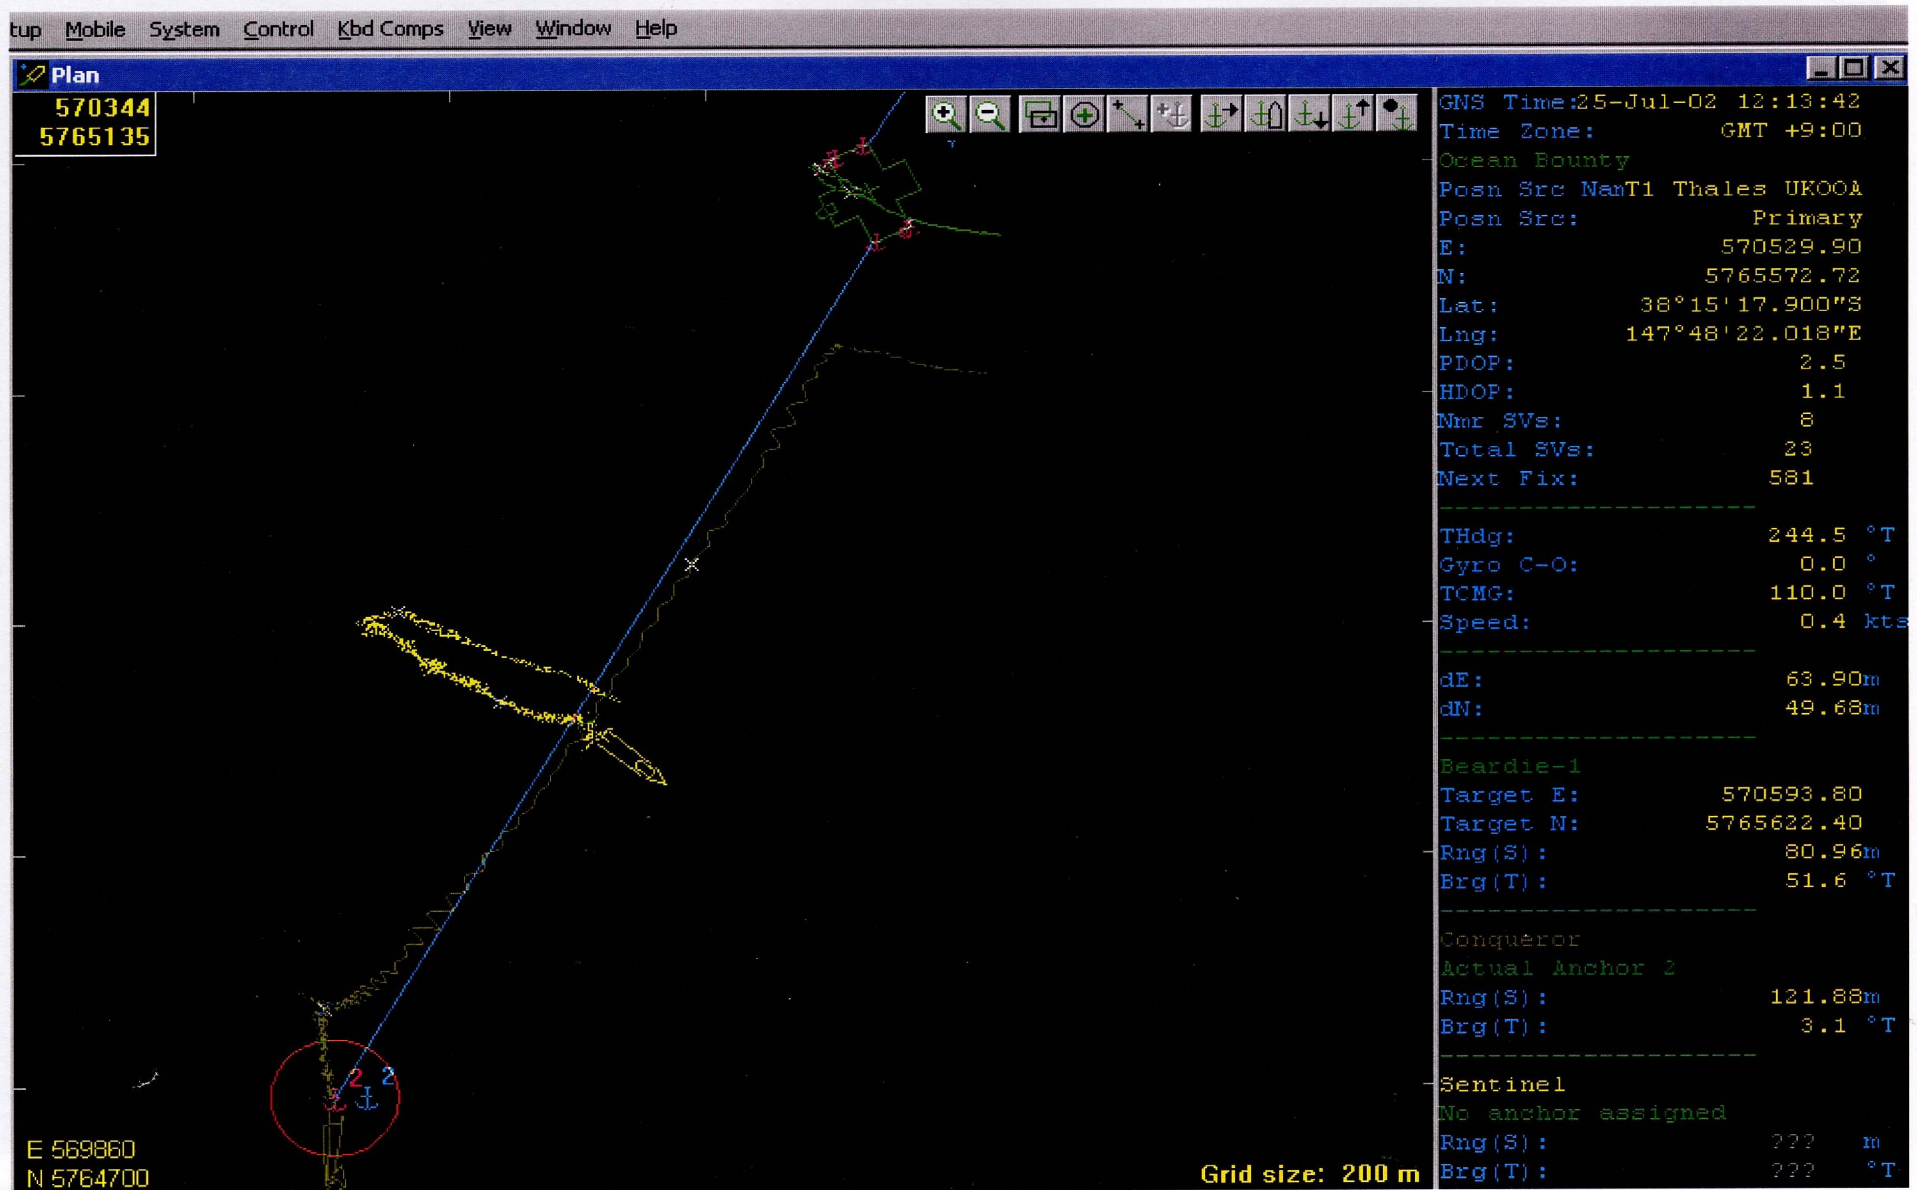 tup Mobile System Control Kbd Comps View Window Help
Plan
570344
5765135
GNS Time:25-Jul-02 12:13:42
Time Zone: GMT +9:00
Ocean Bounty
Posn Src NamT1 Thales UKOOA
Posn Src: Primary
E: 570529.90
N: 5765572.72
Lat: 38°15'17.900"S
Lng: 147°48'22.018"E
PDOP: 2.5
HDOP: 1.1
Nmr SVs: 8
Total SVs: 23
Next Fix: 581
---------------------
THdg: 244.5 °T
Gyro C-O: 0.0 °
TCMG: 110.0 °T
Speed: 0.4 kts
---------------------
dE: 63.90m
dN: 49.68m
---------------------
Beardie-1
Target E: 570593.80
Target N: 5765622.40
Rng(S): 80.96m
Brg(T): 51.6 °T
---------------------
Conqueror
Actual Anchor 2
Rng(S): 121.88m
Brg(T): 3.1 °T
---------------------
Sentinel
No anchor assigned
Rng(S): ??? m
Brg(T): ??? °T
2 2
E 569860
N 5764700
Grid size: 200 m